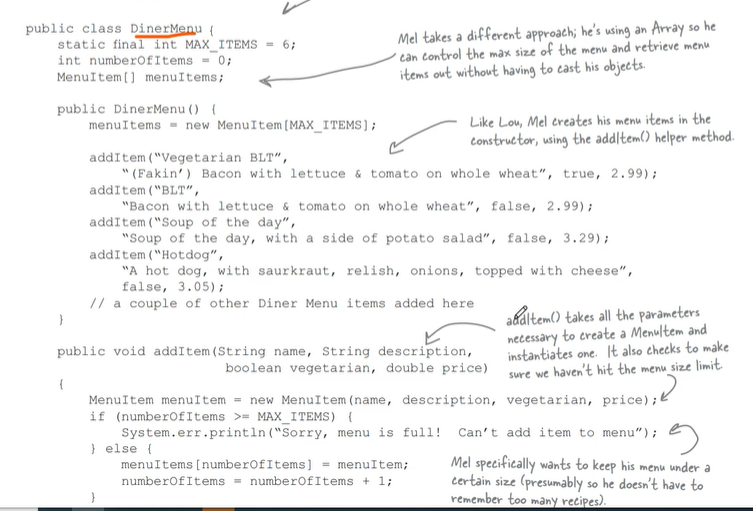 public class DinerMenu {
static final int MAX_ITEMS = 6;
int numberOfItems = 0;
MenuItem[] menuItems;
Mel takes a different approach; he's using an Array so he
can control the max size of the menu and retrieve menu
items out without having to cast his objects.
public DinerMenu() {
menuItems = new MenuItem[MAX_ITEMS];
Like Lou, Mel creates his menu items in the
constructor, using the addItem() helper method.
addItem("Vegetarian BLT",
"(Fakin') Bacon with lettuce & tomato on whole wheat", true, 2.99);
addItem("BLT",
"Bacon with lettuce & tomato on whole wheat", false, 2.99);
addItem("Soup of the day",
"Soup of the day, with a side of potato salad", false, 3.29);
addItem("Hotdog",
"A hot dog, with saurkraut, relish, onions, topped with cheese",
false, 3.05);
// a couple of other Diner Menu items added here
}
addItem() takes all the parameters
necessary to create a MenuItem and
instantiates one. It also checks to make
sure we haven't hit the menu size limit.
public void addItem(String name, String description,
boolean vegetarian, double price)
{
MenuItem menuItem = new MenuItem(name, description, vegetarian, price);
if (numberOfItems >= MAX_ITEMS) {
System.err.println("Sorry, menu is full! Can't add item to menu");
} else {
menuItems[numberOfItems] = menuItem;
numberOfItems = numberOfItems + 1;
}
Mel specifically wants to keep his menu under a
certain size (presumably so he doesn't have to
remember too many recipes).